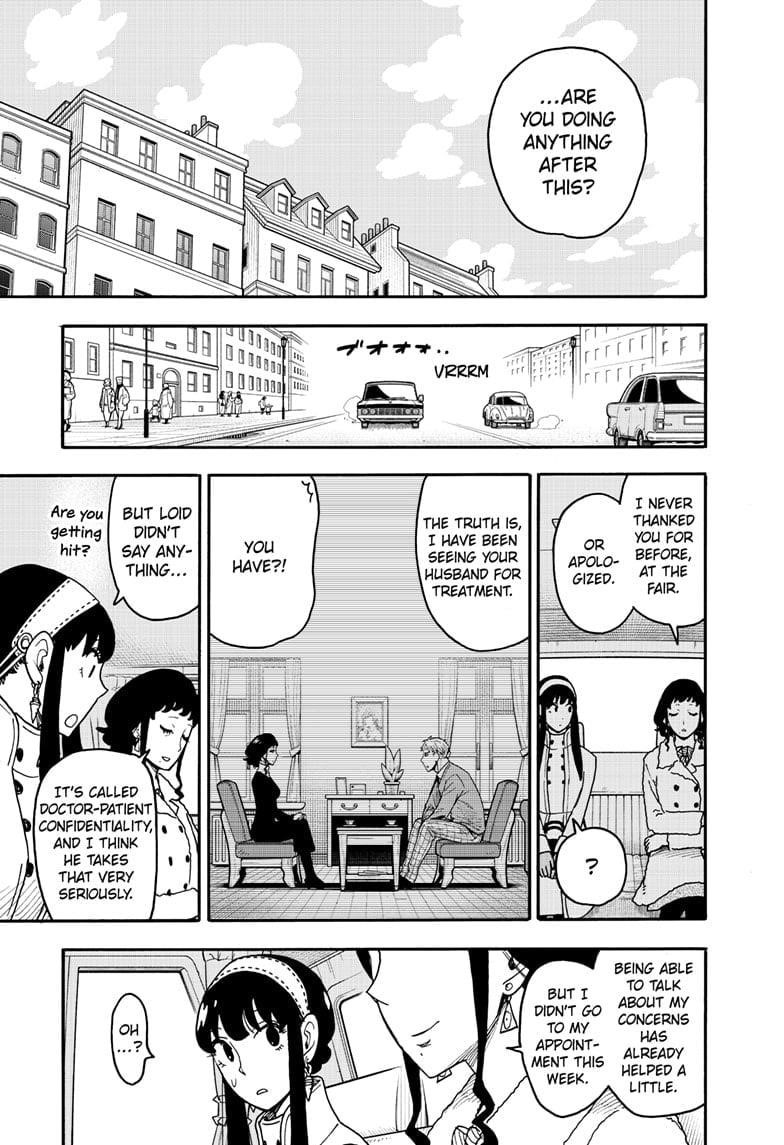 ...ARE
YOU DOING
ANYTHING
AFTER
THIS?
ブオオオォ..
VRRRM
I NEVER
THANKED
YOU FOR
BEFORE,
AT THE
FAIR.
OR
APOLO-
GIZED.
?
THE TRUTH IS,
I HAVE BEEN
SEEING YOUR
HUSBAND FOR
TREATMENT.
YOU
HAVE?!
BUT LOID
DIDN'T
SAY ANY-
THING...
Are you
getting
hit?
IT'S CALLED
DOCTOR-PATIENT
CONFIDENTIALITY,
AND I THINK
HE TAKES
THAT VERY
SERIOUSLY.
BEING ABLE
TO TALK
ABOUT MY
CONCERNS
HAS
ALREADY
HELPED A
LITTLE.
BUT I
DIDN'T GO
TO MY
APPOINT-
MENT THIS
WEEK.
OH
...?